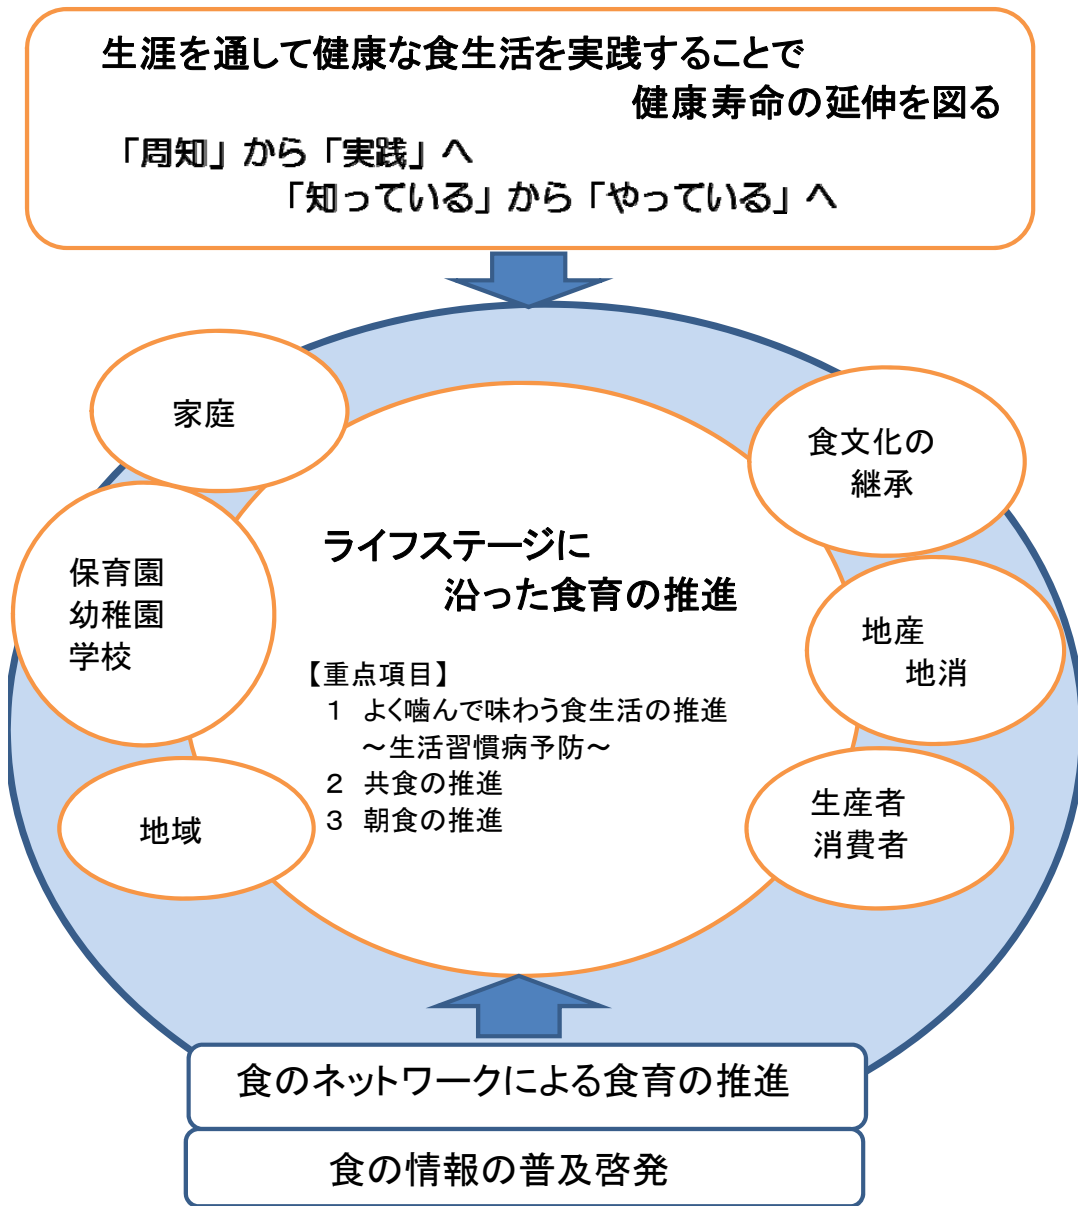 生涯を通して健康な食生活を実践することで
健康寿命の延伸を図る
「周知」から「実践」へ
「知っている」から「やっている」へ
家庭
保育園
幼稚園
学校
地域
ライフステージに
沿った食育の推進
【重点項目】
１　よく噛んで味わう食生活の推進
～生活習慣病予防～
２　共食の推進
３　朝食の推進
食文化の
継承
地産
地消
生産者
消費者
食のネットワークによる食育の推進
食の情報の普及啓発